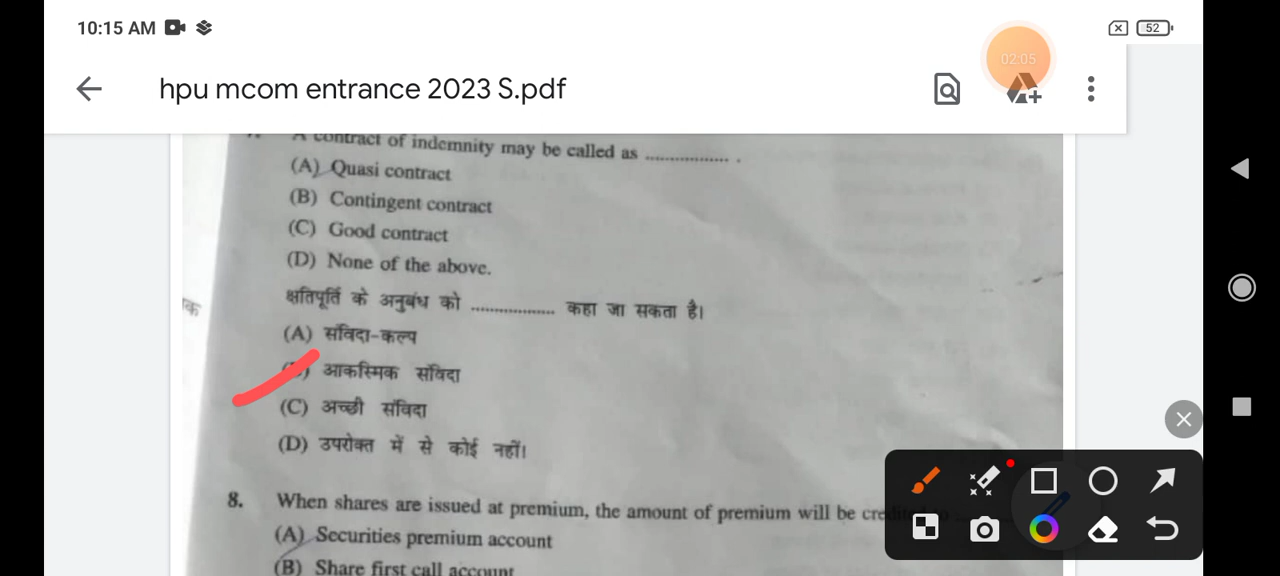 10:15 AM
52
02:05
hpu mcom entrance 2023 S.pdf
A contract of indemnity may be called as ................ .
(A) Quasi contract
(B) Contingent contract
(C) Good contract
(D) None of the above.
क्षतिपूर्ति के अनुबंध को ................ कहा जा सकता है।
(A) संविदा-कल्प
आकस्मिक संविदा
(C) अच्छी संविदा
(D) उपरोक्त में से कोई नहीं।
8. When shares are issued at premium, the amount of premium will be credited to
(A) Securities premium account
(B) Share first call account